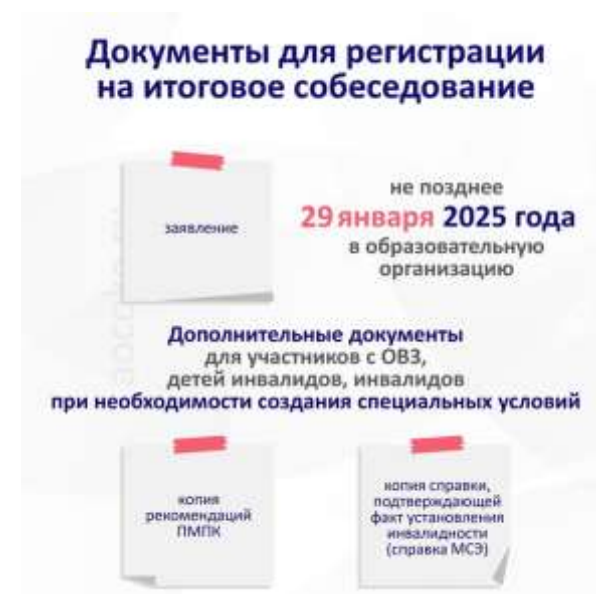 Документы для регистрации
на итоговое собеседование
заявление
не позднее
29 января 2025 года
в образовательную
организацию
Дополнительные документы
для участников с ОВЗ,
детей инвалидов, инвалидов
при необходимости создания специальных условий
копия
рекомендаций
ПМПК
копия справки,
подтверждающей
факт установления
инвалидности
(справка МСЭ)